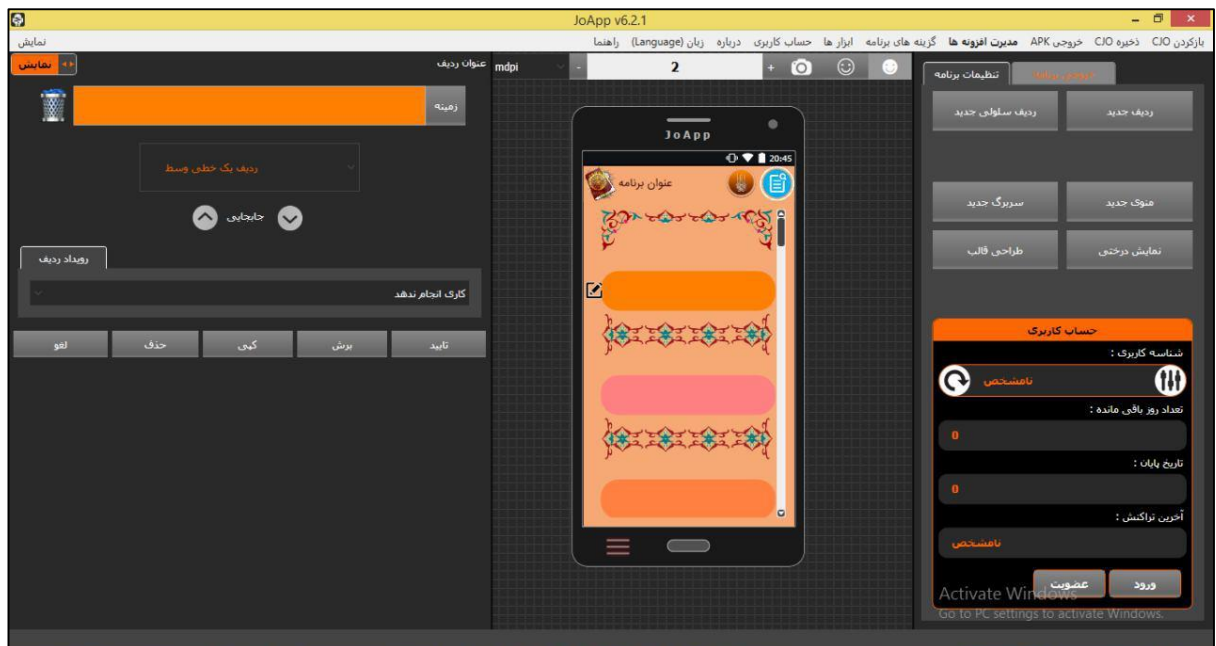 JoApp v6.2.1
بازکردن CJO ذخیره CJO خروجی APK مدیرت افزونه ها گزینه های برنامه ابزار ها حساب کاربری درباره زبان (Language) راهنما
نمایش
تنظیمات برنامه
ردیف جدید
ردیف سلولی جدید
منوی جدید
سربرگ جدید
نمایش درختی
طراحی قالب
حساب کاربری
شناسه کاربری :
نامشخص
تعداد روز باقی مانده :
0
تاریخ پایان :
0
آخرین تراکنش :
نامشخص
ورود
عضویت
Activate Windows
Go to PC settings to activate Windows.
mdpi
-
2
+
JoApp
20:45
عنوان برنامه
عنوان ردیف
نمایش
زمینه
ردیف یک خطی وسط
جابجایی
رویداد ردیف
کاری انجام ندهد
تایید
برش
کپی
حذف
لغو